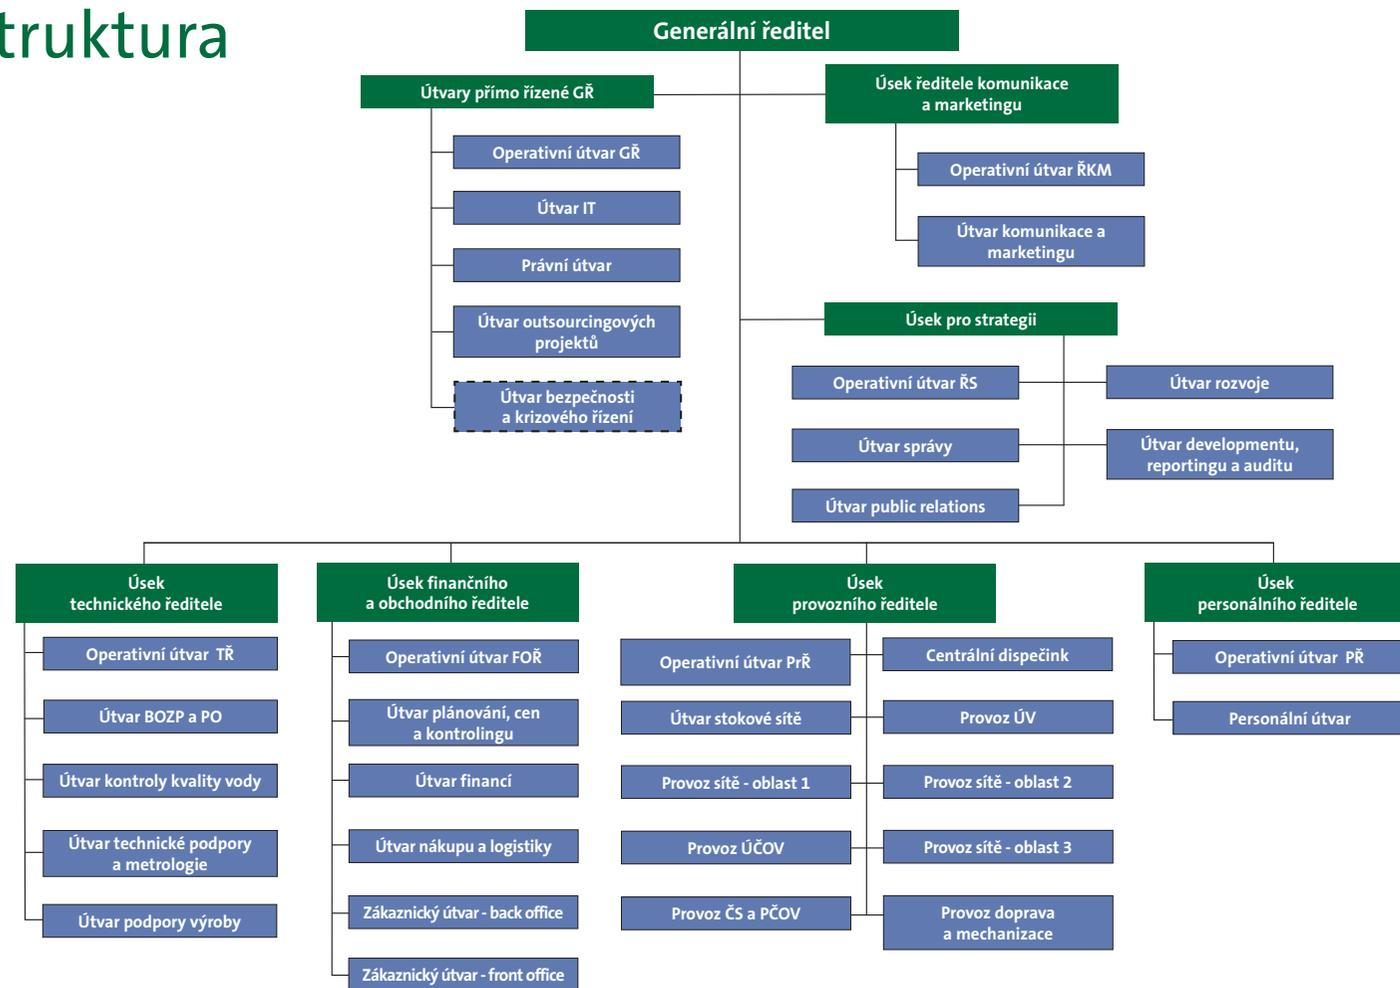 truktura
Generální ředitel
Útvary přímo řízené GŘ
Operativní útvar GŘ
Útvar IT
Právní útvar
Útvar outsourcingových
projektů
Útvar bezpečnosti
a krizového řízení
Úsek ředitele komunikace
a marketingu
Operativní útvar ŘKM
Útvar komunikace a
marketingu
Úsek pro strategii
Operativní útvar ŘS
Útvar rozvoje
Útvar správy
Útvar developmentu,
reportingu a auditu
Útvar public relations
Úsek
technického ředitele
Operativní útvar TŘ
Útvar BOZP a PO
Útvar kontroly kvality vody
Útvar technické podpory
a metrologie
Útvar podpory výroby
Úsek finančního
a obchodního ředitele
Operativní útvar FOŘ
Útvar plánování, cen
a kontrolingu
Útvar financí
Útvar nákupu a logistiky
Zákaznický útvar - back office
Zákaznický útvar - front office
Úsek
provozního ředitele
Operativní útvar PrŘ
Centrální dispečink
Útvar stokové sítě
Provoz ÚV
Provoz sítě - oblast 1
Provoz sítě - oblast 2
Provoz ÚČOV
Provoz sítě - oblast 3
Provoz ČS a PČOV
Provoz doprava
a mechanizace
Úsek
personálního ředitele
Operativní útvar PŘ
Personální útvar